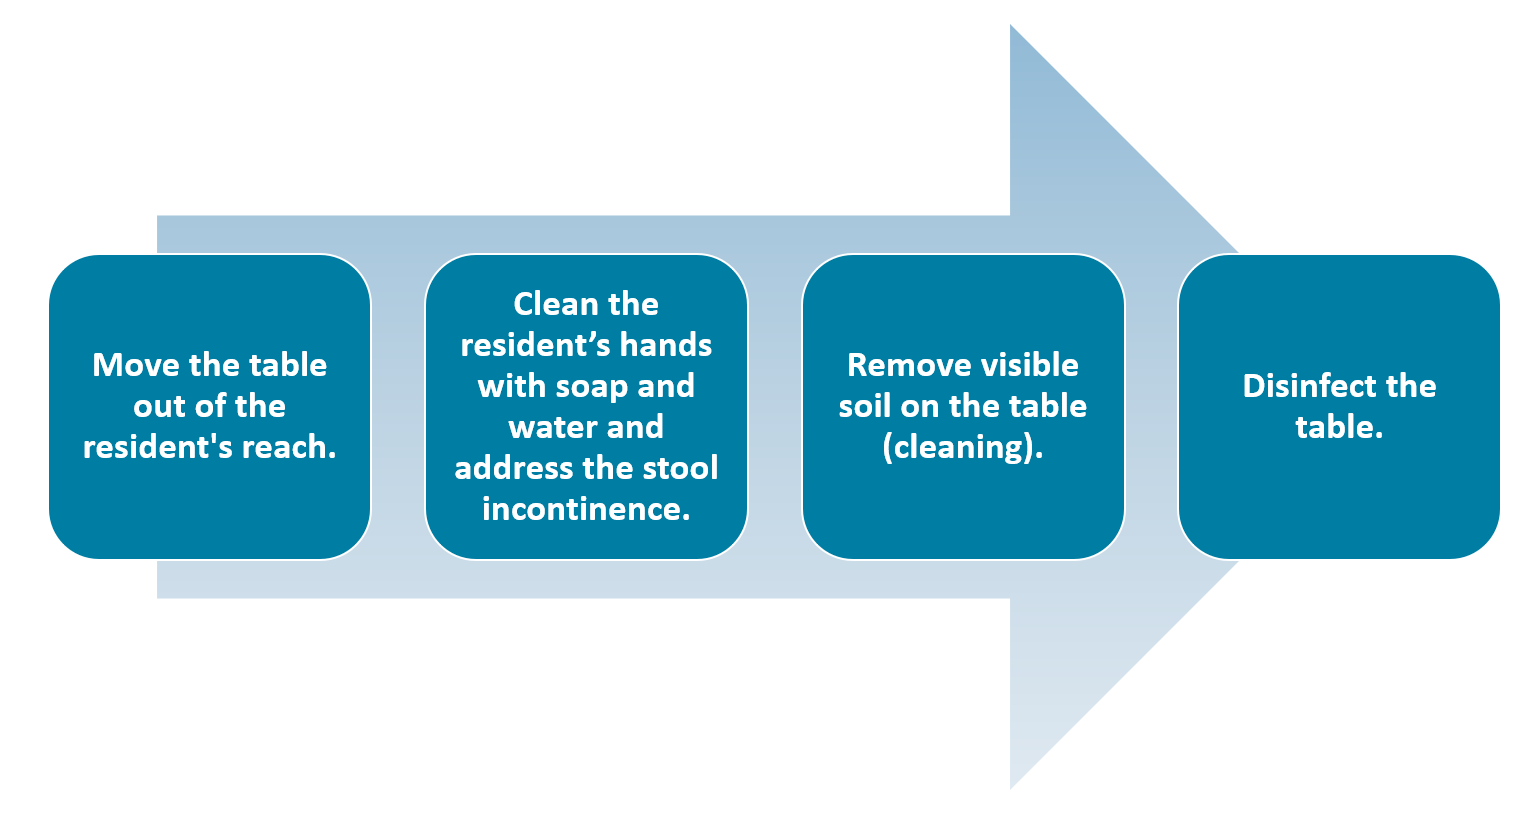 Move the table
out of the
resident's reach.
Clean the
resident’s hands
with soap and
water and
address the stool
incontinence.
Remove visible
soil on the table
(cleaning).
Disinfect the
table.